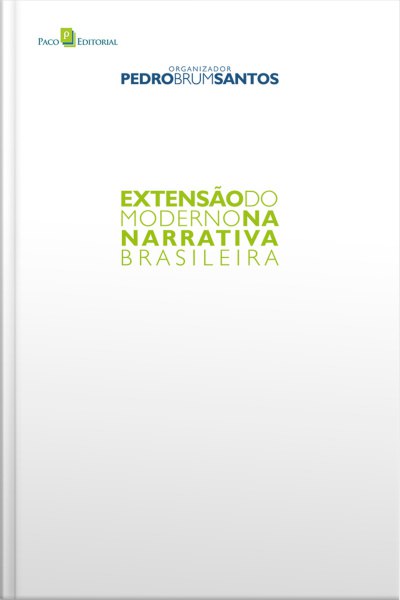 PACO EDITORIAL
ORGANIZADOR
PEDROBRUMSANTOS
EXTENSÃODO
MODERNONA
NARRATIVA
BRASILEIRA